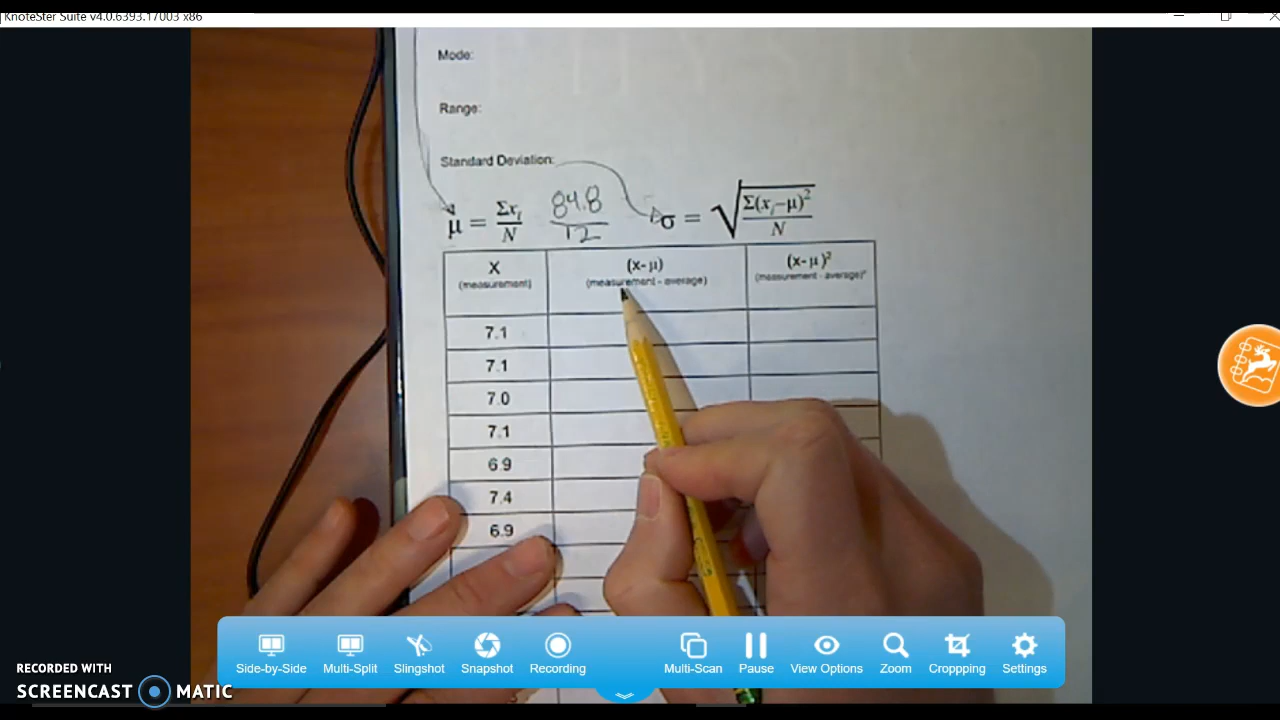 KnoteSter Suite v4.0.6393.17003 x86
Mode:
Range:
Standard Deviation:
μ = Σxᵢ / N
84.8 / 12
σ = √(Σ(xᵢ-μ)² / N)
X
(measurement)
(x-μ)
(measurement - average)
(x-μ)²
(measurement - average)²
7.1
7.1
7.0
7.1
6.9
7.4
6.9
Side-by-Side
Multi-Split
Slingshot
Snapshot
Recording
Multi-Scan
Pause
View Options
Zoom
Croppping
Settings
RECORDED WITH
SCREENCAST MATIC